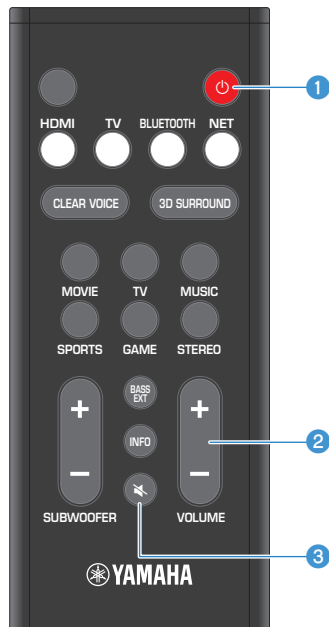 1
HDMI TV BLUETOOTH NET
CLEAR VOICE 3D SURROUND
MOVIE TV MUSIC
SPORTS GAME STEREO
BASS
EXT
+ +
INFO
2
− −
SUBWOOFER VOLUME
3
YAMAHA